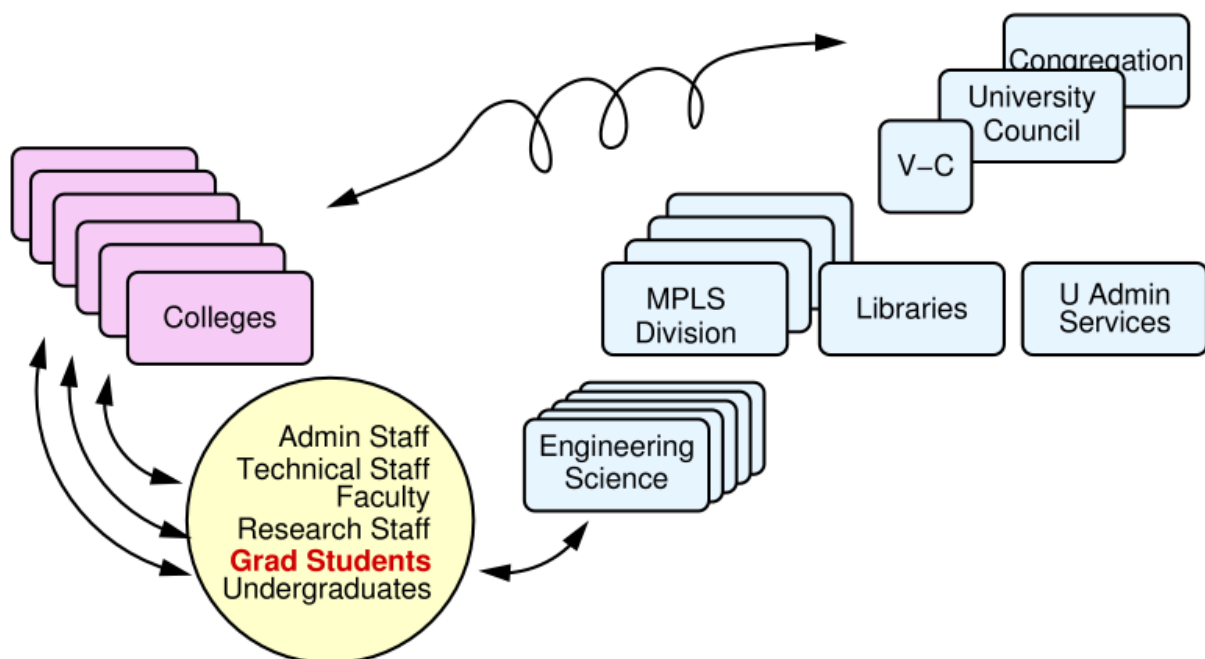 Congregation
University
Council
V–C
MPLS
Division
Libraries
U Admin
Services
Colleges
Engineering
Science
Admin Staff
Technical Staff
Faculty
Research Staff
Grad Students
Undergraduates